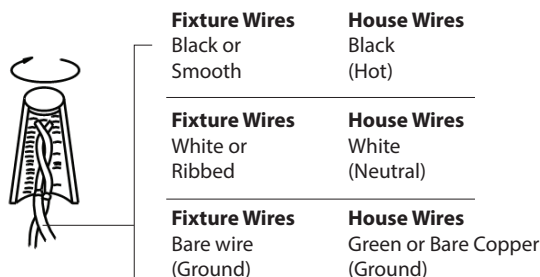 Fixture Wires House Wires
Black or Black
Smooth (Hot)
Fixture Wires House Wires
White or White
Ribbed (Neutral)
Fixture Wires House Wires
Bare wire Green or Bare Copper
(Ground) (Ground)